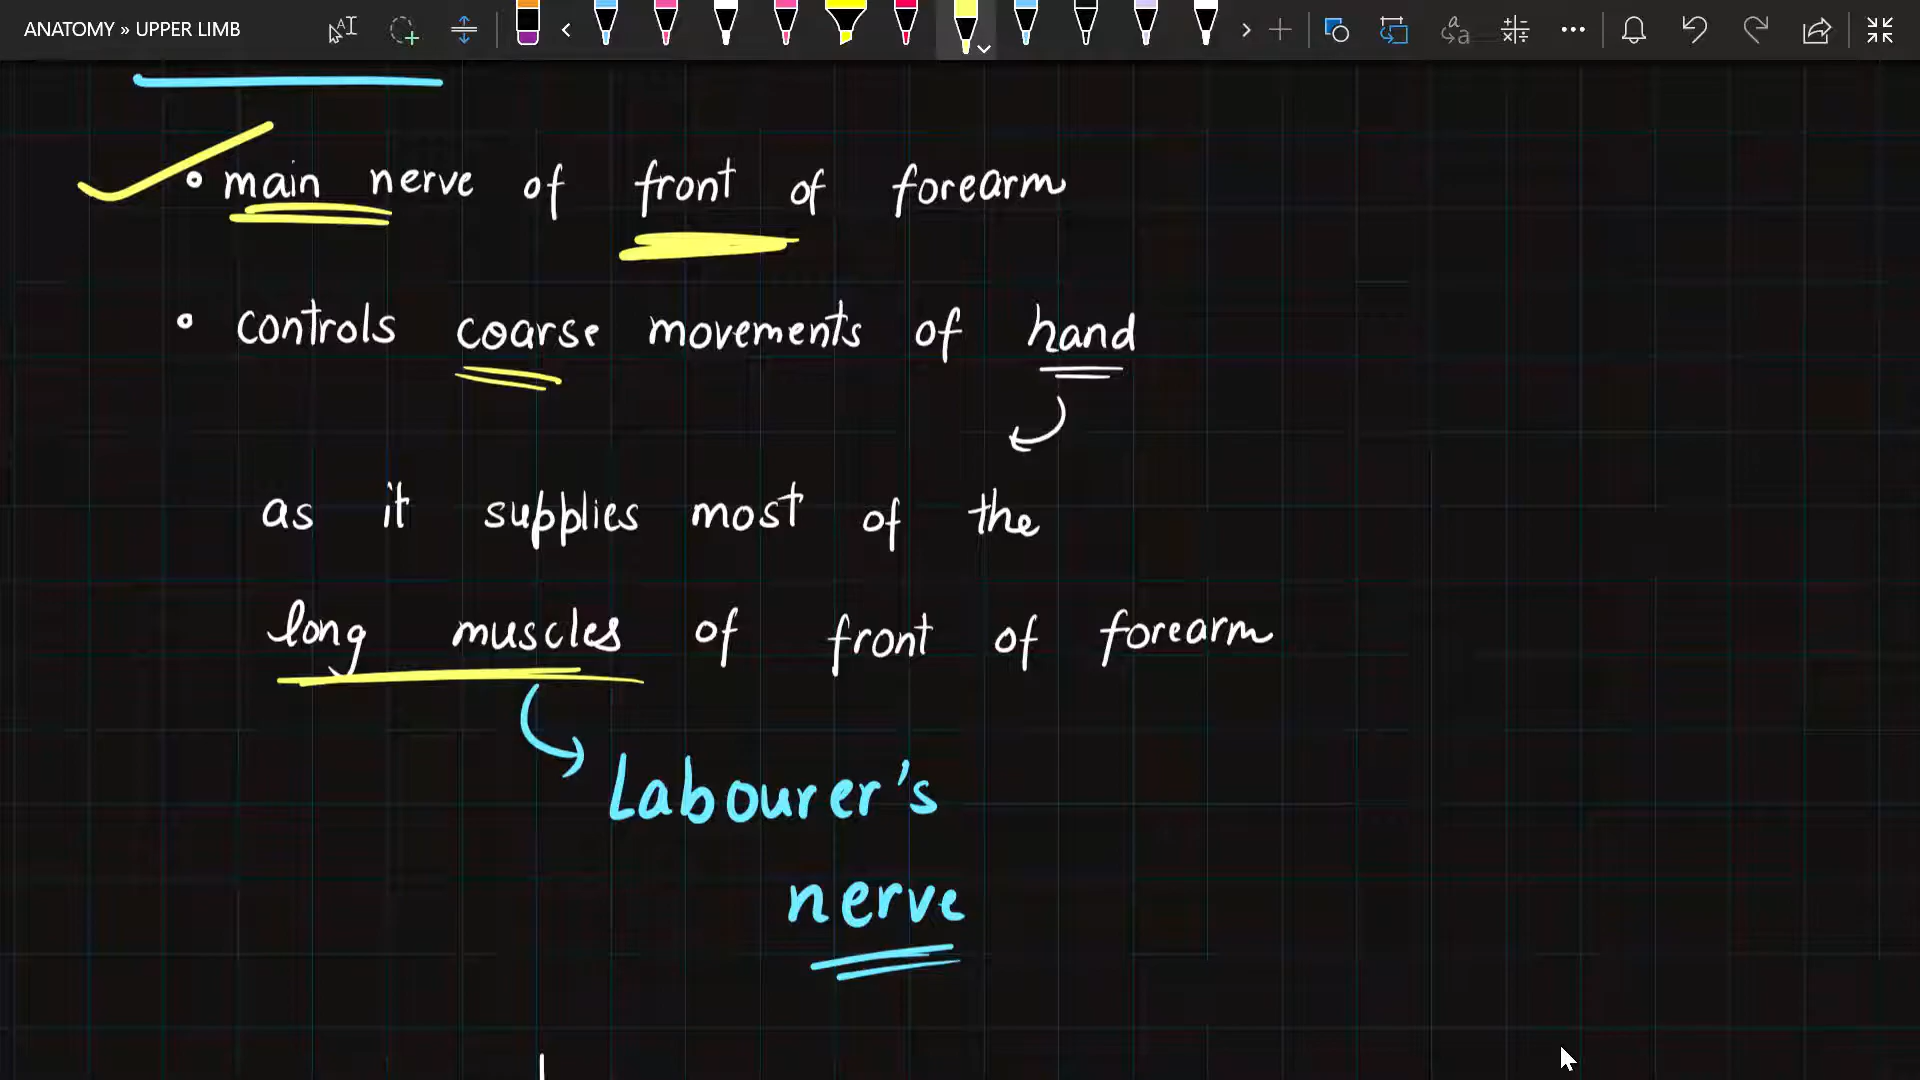 ANATOMY » UPPER LIMB
• main nerve of front of forearm
• controls coarse movements of hand
as it supplies most of the
long muscles of front of forearm
Labourer's
nerve